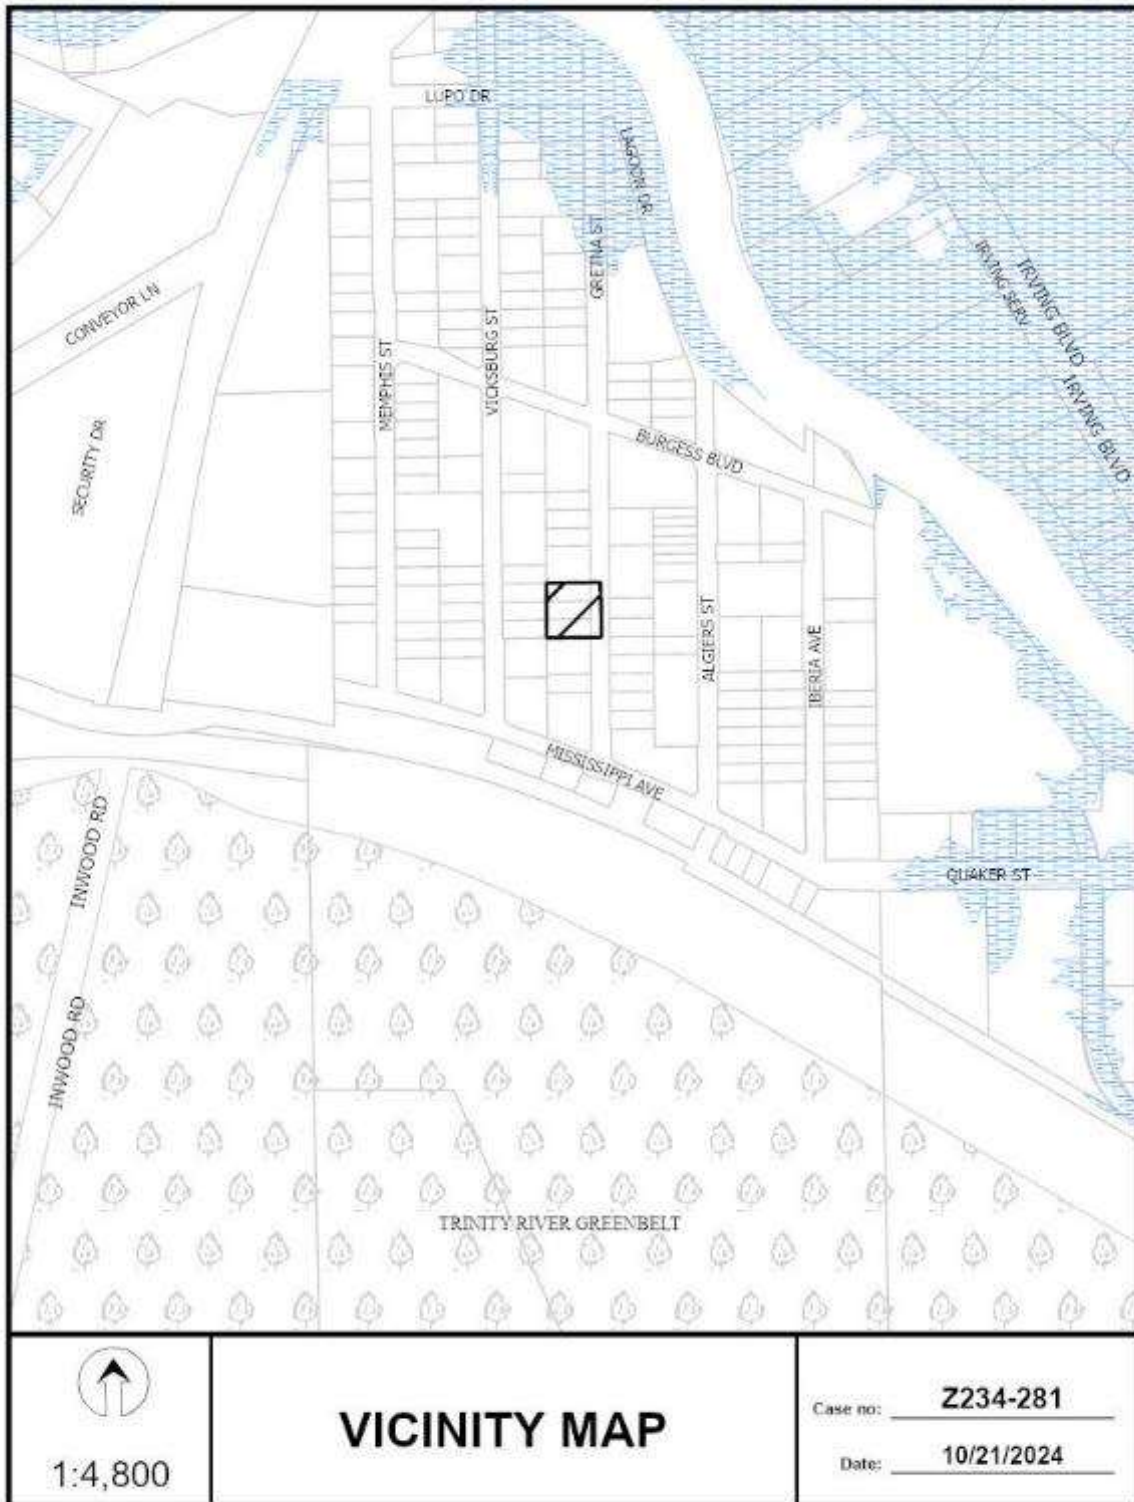 LUPO DR
LAGOON DR
GRETNA ST
IRVING BLVD
IRVING SERV
CONVEYOR LN
VICKSBURG ST
MEMPHIS ST
IRVING BLVD
SECURITY DR
BURGESS BLVD
ALGIERS ST
IBERIA AVE
MISSISSIPPI AVE
INWOOD RD
QUAKER ST
INWOOD RD
TRINITY RIVER GREENBELT
1:4,800
VICINITY MAP
Case no: Z234-281
Date: 10/21/2024